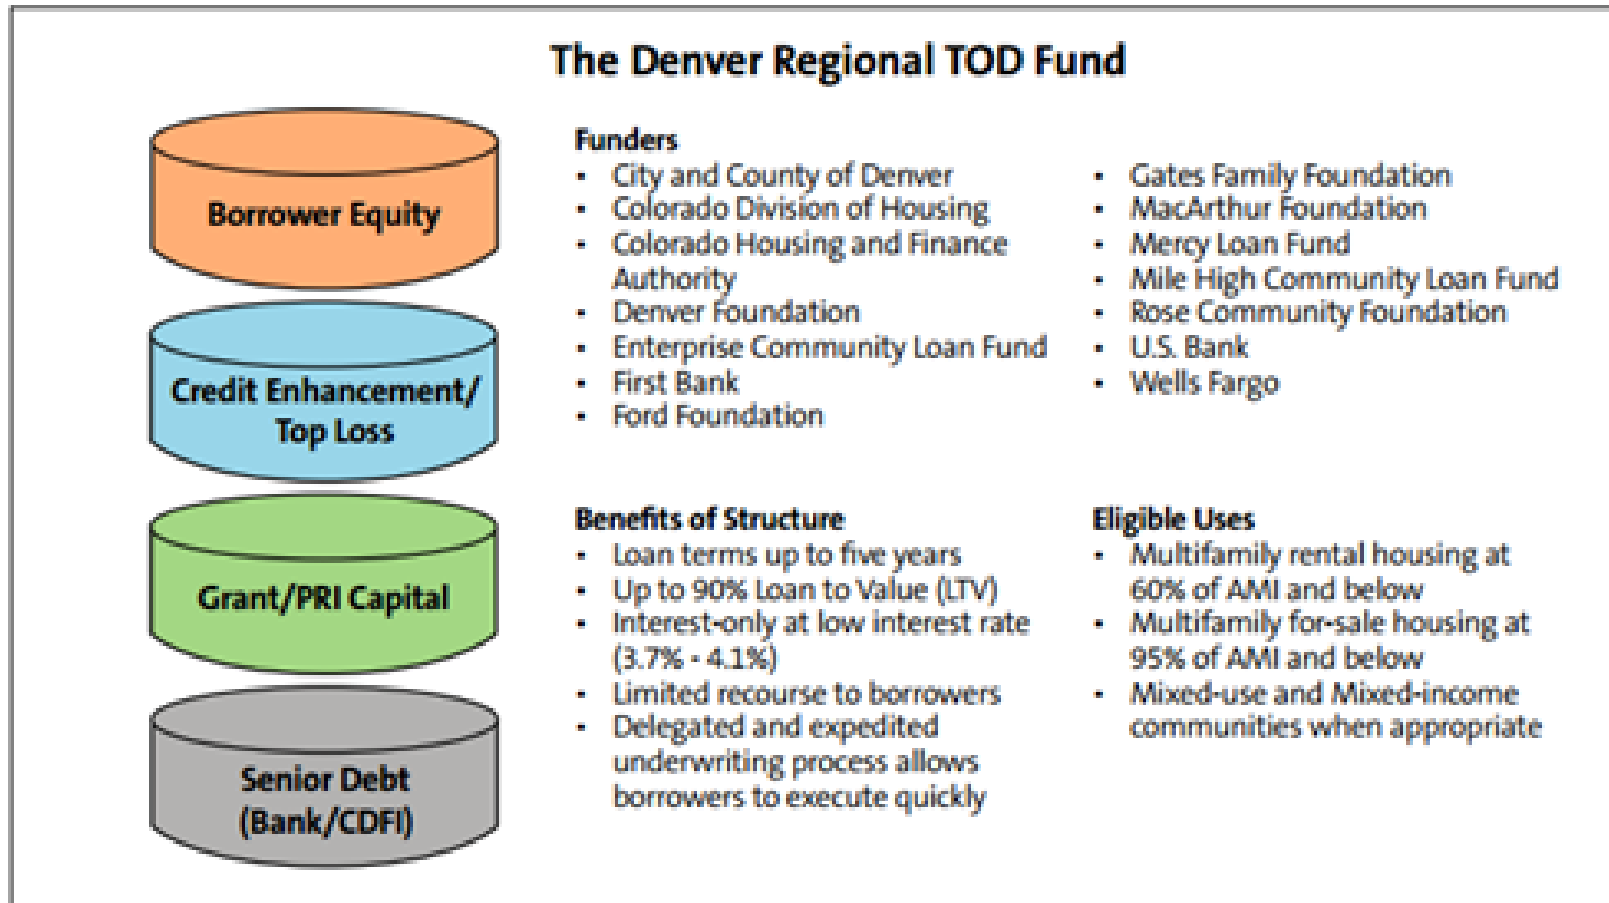 The Denver Regional TOD Fund
Borrower Equity
Credit Enhancement/
Top Loss
Grant/PRI Capital
Senior Debt
(Bank/CDFI)
Funders
• City and County of Denver
• Colorado Division of Housing
• Colorado Housing and Finance
Authority
• Denver Foundation
• Enterprise Community Loan Fund
• First Bank
• Ford Foundation
• Gates Family Foundation
• MacArthur Foundation
• Mercy Loan Fund
• Mile High Community Loan Fund
• Rose Community Foundation
• U.S. Bank
• Wells Fargo
Benefits of Structure
• Loan terms up to five years
• Up to 90% Loan to Value (LTV)
• Interest-only at low interest rate
(3.7% - 4.1%)
• Limited recourse to borrowers
• Delegated and expedited
underwriting process allows
borrowers to execute quickly
Eligible Uses
• Multifamily rental housing at
60% of AMI and below
• Multifamily for-sale housing at
95% of AMI and below
• Mixed-use and Mixed-income
communities when appropriate